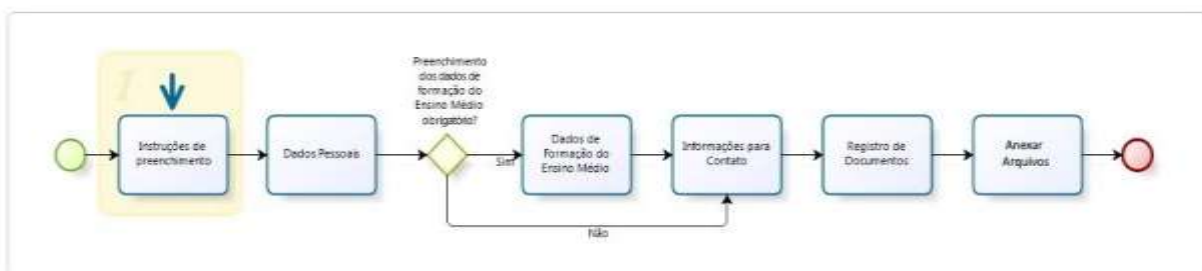 1
Instruções de
preenchimento
Dados Pessoais
Preenchimento
dos dados de
formação do
Ensino Médio
obrigatório?
Sim
Dados de
Formação do
Ensino Médio
Informações para
Contato
Registro de
Documentos
Anexar
Arquivos
Não